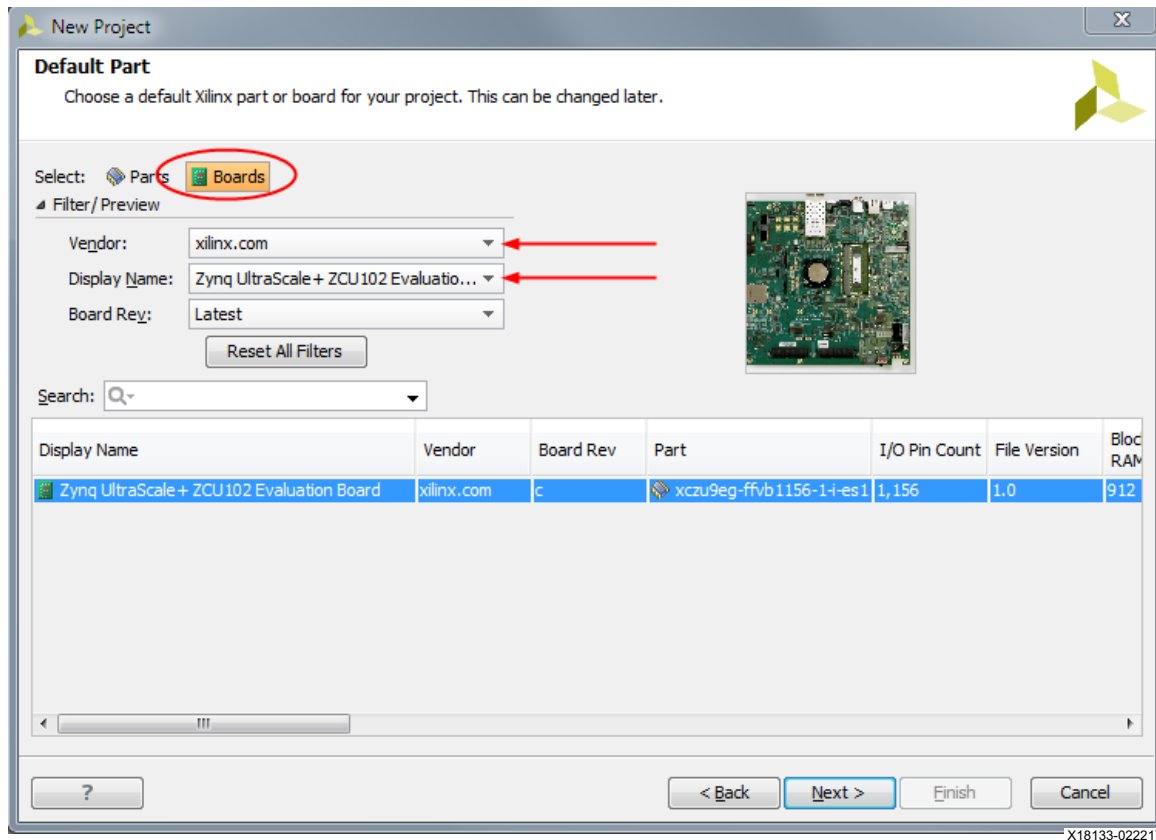 New Project
Default Part
Choose a default Xilinx part or board for your project. This can be changed later.
Select: Parts Boards
Filter/Preview
Vendor: xilinx.com
Display Name: Zynq UltraScale+ ZCU102 Evaluatio...
Board Rev: Latest
Reset All Filters
Search:
Display Name Vendor Board Rev Part I/O Pin Count File Version Bloc
RAM
Zynq UltraScale+ ZCU102 Evaluation Board xilinx.com c xczu9eg-ffvb1156-1-i-es1 1,156 1.0 912
? < Back Next > Finish Cancel
X18133-02221